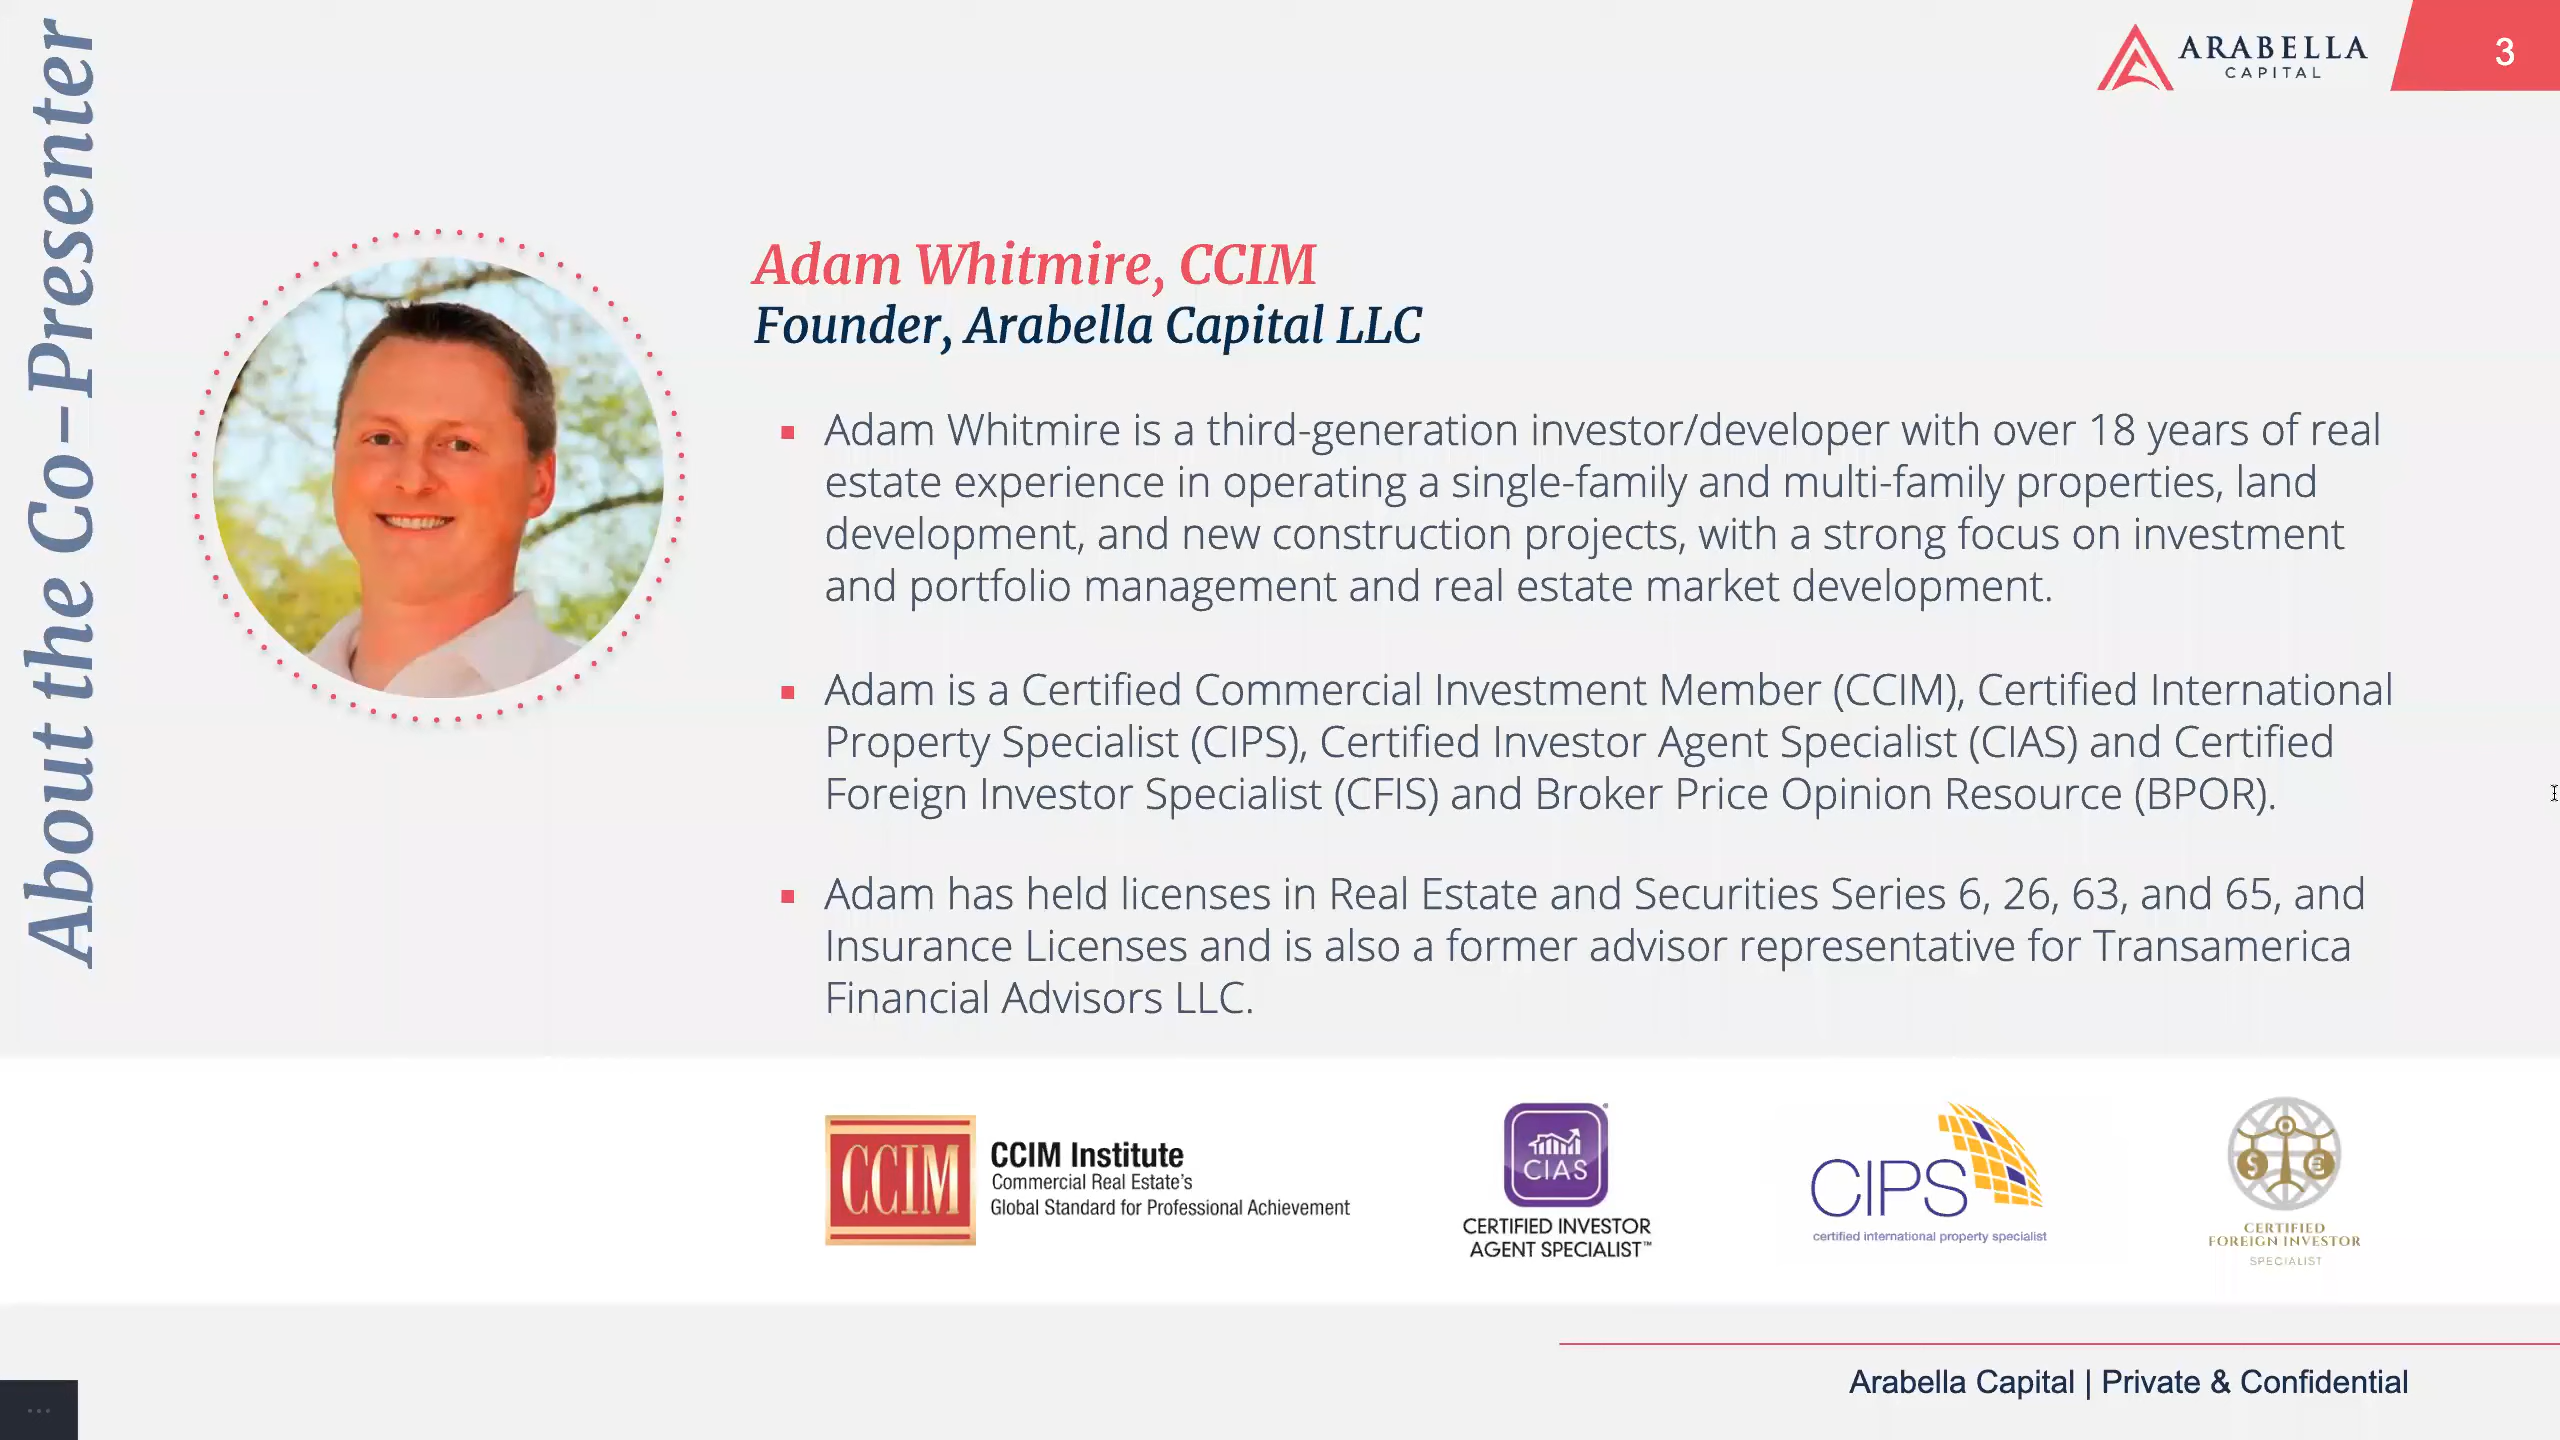 About the Co-Presenter
ARABELLA
CAPITAL
3
Adam Whitmire, CCIM
Founder, Arabella Capital LLC
Adam Whitmire is a third-generation investor/developer with over 18 years of real
estate experience in operating a single-family and multi-family properties, land
development, and new construction projects, with a strong focus on investment
and portfolio management and real estate market development.
Adam is a Certified Commercial Investment Member (CCIM), Certified International
Property Specialist (CIPS), Certified Investor Agent Specialist (CIAS) and Certified
Foreign Investor Specialist (CFIS) and Broker Price Opinion Resource (BPOR).
Adam has held licenses in Real Estate and Securities Series 6, 26, 63, and 65, and
Insurance Licenses and is also a former advisor representative for Transamerica
Financial Advisors LLC.
CCIM
CCIM Institute
Commercial Real Estate's
Global Standard for Professional Achievement
CIAS
CERTIFIED INVESTOR
AGENT SPECIALIST™
CIPS
certified international property specialist
CERTIFIED
FOREIGN INVESTOR
SPECIALIST
Arabella Capital | Private & Confidential